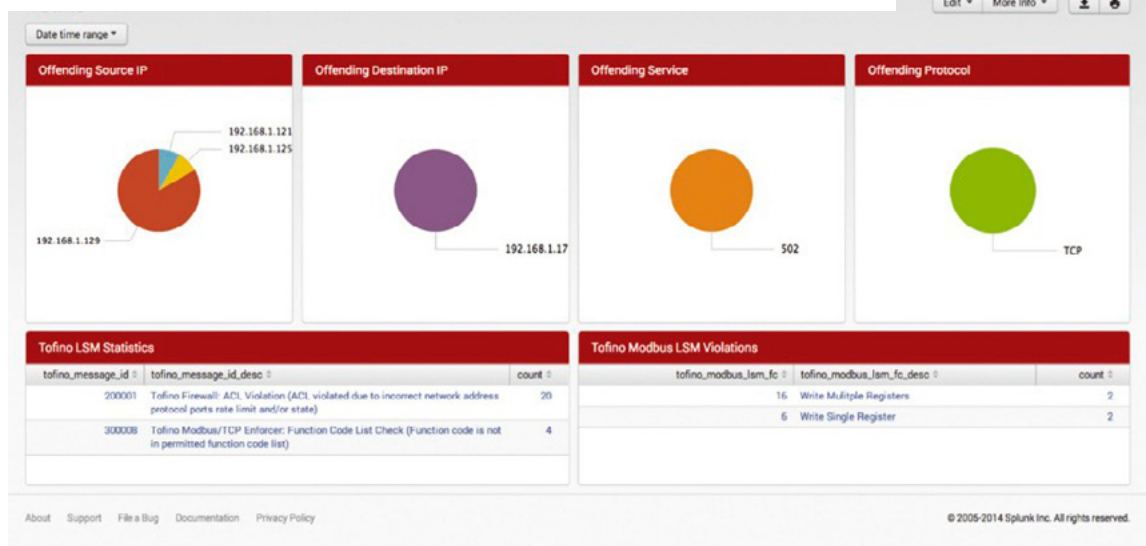 Edit
More Info
Date time range
Offending Source IP
Offending Destination IP
Offending Service
Offending Protocol
192.168.1.121
192.168.1.125
192.168.1.129
192.168.1.17
502
TCP
Tofino LSM Statistics
tofino_message_id
tofino_message_id_desc
count
200001
Tofino Firewall: ACL Violation (ACL violated due to incorrect network address
protocol ports rate limit and/or state)
20
300008
Tofino Modbus/TCP Enforcer: Function Code List Check (Function code is not
in permitted function code list)
4
Tofino Modbus LSM Violations
tofino_modbus_lsm_fc
tofino_modbus_lsm_fc_desc
count
16
Write Mulitple Registers
2
6
Write Single Register
2
About
Support
File a Bug
Documentation
Privacy Policy
© 2005-2014 Splunk Inc. All rights reserved.